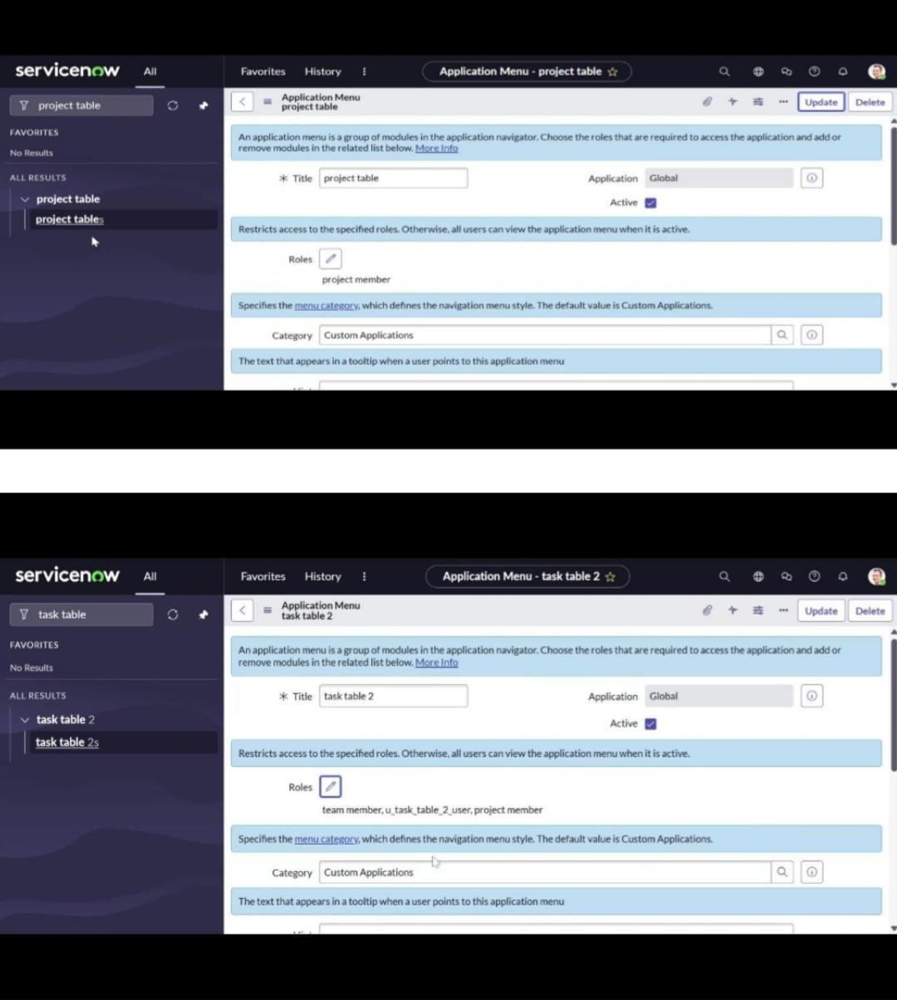 servicenow All Favorites History Application Menu - project table
project table
Application Menu
project table
Update Delete
FAVORITES
No Results
ALL RESULTS
project table
project tables
An application menu is a group of modules in the application navigator. Choose the roles that are required to access the application and add or
remove modules in the related list below. More Info
* Title project table Application Global
Active
Restricts access to the specified roles. Otherwise, all users can view the application menu when it is active.
Roles
project member
Specifies the menu category, which defines the navigation menu style. The default value is Custom Applications.
Category Custom Applications
The text that appears in a tooltip when a user points to this application menu
servicenow All Favorites History Application Menu - task table 2
task table
Application Menu
task table 2
Update Delete
FAVORITES
No Results
ALL RESULTS
task table 2
task table 2s
An application menu is a group of modules in the application navigator. Choose the roles that are required to access the application and add or
remove modules in the related list below. More Info
* Title task table 2 Application Global
Active
Restricts access to the specified roles. Otherwise, all users can view the application menu when it is active.
Roles
team member, u_task_table_2_user, project member
Specifies the menu category, which defines the navigation menu style. The default value is Custom Applications.
Category Custom Applications
The text that appears in a tooltip when a user points to this application menu